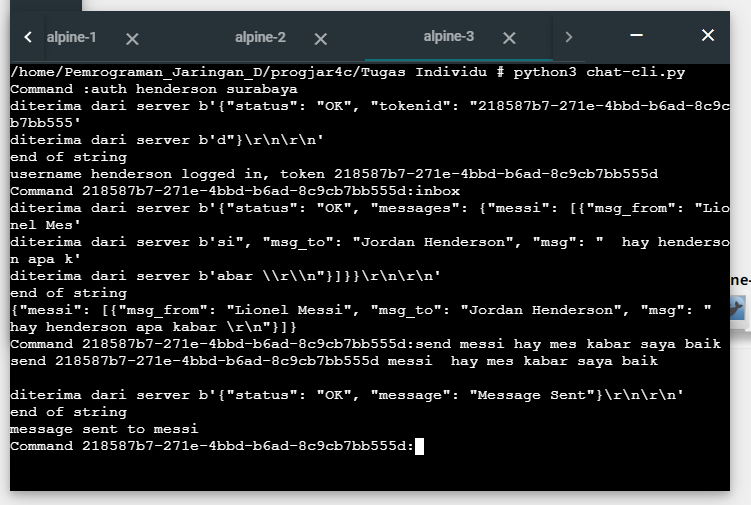 alpine-1
alpine-2
alpine-3
/home/Pemrograman_Jaringan_D/progjar4c/Tugas Individu # python3 chat-cli.py
Command :auth henderson surabaya
diterima dari server b'{"status": "OK", "tokenid": "218587b7-271e-4bbd-b6ad-8c9c
b7bb555'
diterima dari server b'd"}\r\n\r\n'
end of string
username henderson logged in, token 218587b7-271e-4bbd-b6ad-8c9cb7bb555d
Command 218587b7-271e-4bbd-b6ad-8c9cb7bb555d:inbox
diterima dari server b'{"status": "OK", "messages": {"messi": [{"msg_from": "Lio
nel Mes'
diterima dari server b'si", "msg_to": "Jordan Henderson", "msg": "  hay henderso
n apa k'
diterima dari server b'abar \\r\\n"}]}}\r\n\r\n'
end of string
{"messi": [{"msg_from": "Lionel Messi", "msg_to": "Jordan Henderson", "msg": "
hay henderson apa kabar \r\n"}]}
Command 218587b7-271e-4bbd-b6ad-8c9cb7bb555d:send messi hay mes kabar saya baik
send 218587b7-271e-4bbd-b6ad-8c9cb7bb555d messi  hay mes kabar saya baik
diterima dari server b'{"status": "OK", "message": "Message Sent"}\r\n\r\n'
end of string
message sent to messi
Command 218587b7-271e-4bbd-b6ad-8c9cb7bb555d:
ne-